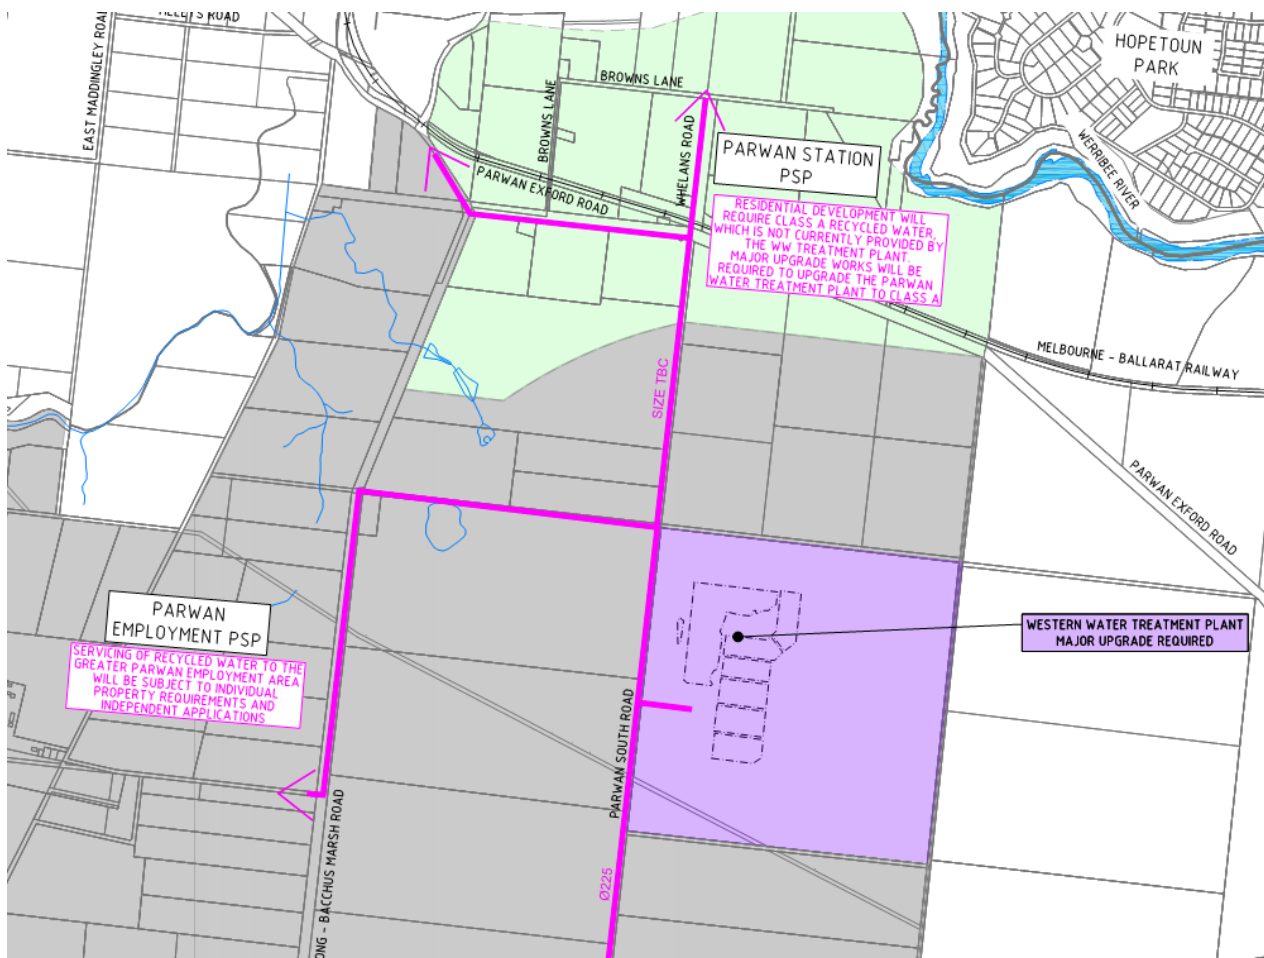 TILLEYS ROAD
EAST MADDINGLEY ROAD
HOPETOUN
PARK
BROWNS LANE
BROWNS LANE
WHELANS ROAD
WERRIBEE RIVER
PARWAN STATION
PSP
PARWAN EXFORD ROAD
RESIDENTIAL DEVELOPMENT WILL
REQUIRE CLASS A RECYCLED WATER,
WHICH IS NOT CURRENTLY PROVIDED BY
THE WW TREATMENT PLANT.
MAJOR UPGRADE WORKS WILL BE
REQUIRED TO UPGRADE THE PARWAN
WATER TREATMENT PLANT TO CLASS A
MELBOURNE - BALLARAT RAILWAY
SIZE TBC
PARWAN EXFORD ROAD
PARWAN
EMPLOYMENT PSP
SERVICING OF RECYCLED WATER TO THE
GREATER PARWAN EMPLOYMENT AREA
WILL BE SUBJECT TO INDIVIDUAL
PROPERTY REQUIREMENTS AND
INDEPENDENT APPLICATIONS
WESTERN WATER TREATMENT PLANT
MAJOR UPGRADE REQUIRED
PARWAN SOUTH ROAD
ONG - BACCHUS MARSH ROAD
Ø225